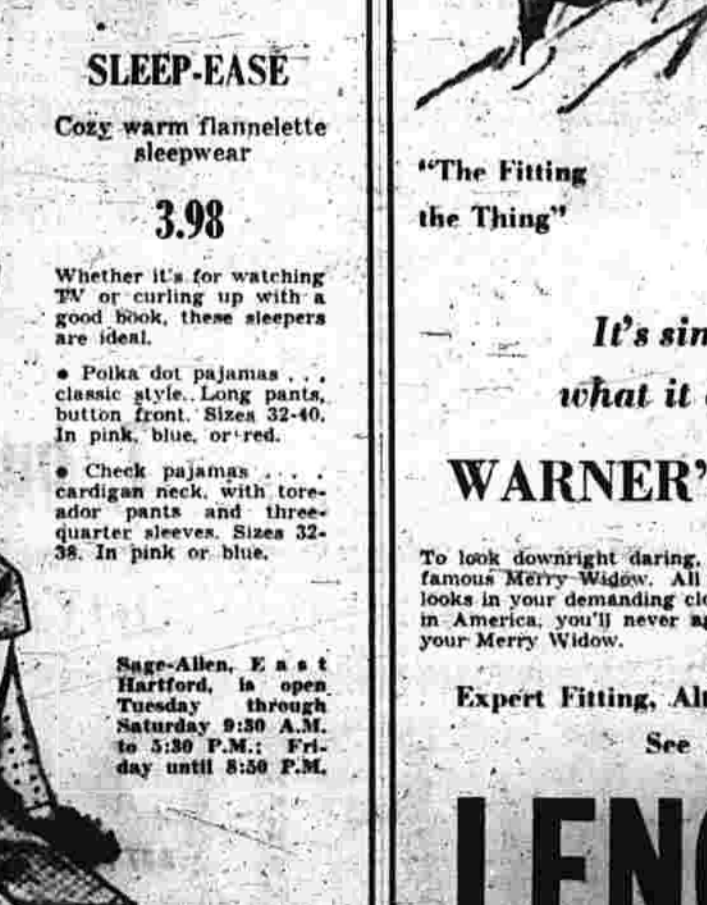 SLEEP-EASE
Cozy warm flannelette
sleepwear
3.98
Whether it's for watching
TV or curling up with a
good book, these sleepers
are ideal.
• Polka dot pajamas . . .
classic style. Long pants,
button front. Sizes 32-40.
In pink, blue, or red.
• Check pajamas . . . .
cardigan neck, with tore-
ador pants and three-
quarter sleeves. Sizes 32-
38. In pink or blue.
Sage-Allen, East
Hartford, is open
Tuesday through
Saturday 9:30 A.M.
to 5:30 P.M.; Fri-
day until 8:50 P.M.
"The Fitting
the Thing"
It's sin
what it
WARNER'
To look downright daring,
famous Merry Widow. All
looks in your demanding clo
in America, you'll never ag
your Merry Widow.
Expert Fitting, Alt
See
LENO